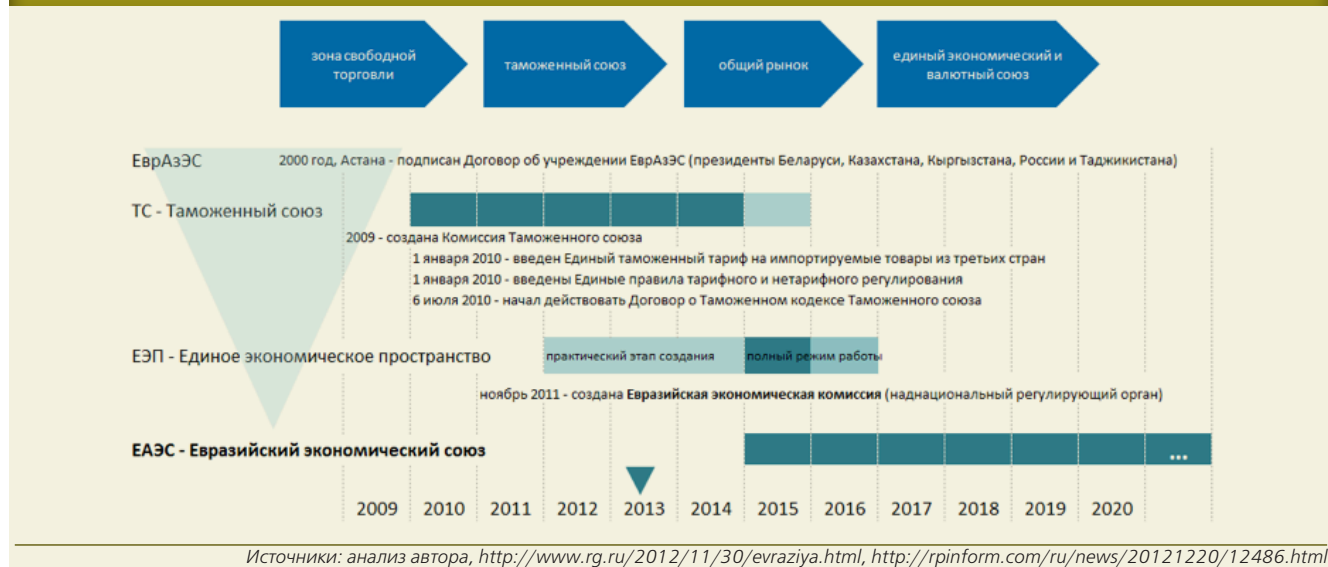 зона свободной
торговли
таможенный союз
общий рынок
единый экономический и
валютный союз
ЕврАзЭС
2000 год, Астана - подписан Договор об учреждении ЕврАзЭС (президенты Беларуси, Казахстана, Кыргызстана, России и Таджикистана)
ТС - Таможенный союз
2009 - создана Комиссия Таможенного союза
1 января 2010 - введен Единый таможенный тариф на импортируемые товары из третьих стран
1 января 2010 - введены Единые правила тарифного и нетарифного регулирования
6 июля 2010 - начал действовать Договор о Таможенном кодексе Таможенного союза
ЕЭП - Единое экономическое пространство
практический этап создания
полный режим работы
ноябрь 2011 - создана Евразийская экономическая комиссия (наднациональный регулирующий орган)
ЕАЭС - Евразийский экономический союз
...
2009 2010 2011 2012 2013 2014 2015 2016 2017 2018 2019 2020
Источники: анализ автора, http://www.rg.ru/2012/11/30/evraziya.html, http://rpinform.com/ru/news/20121220/12486.html